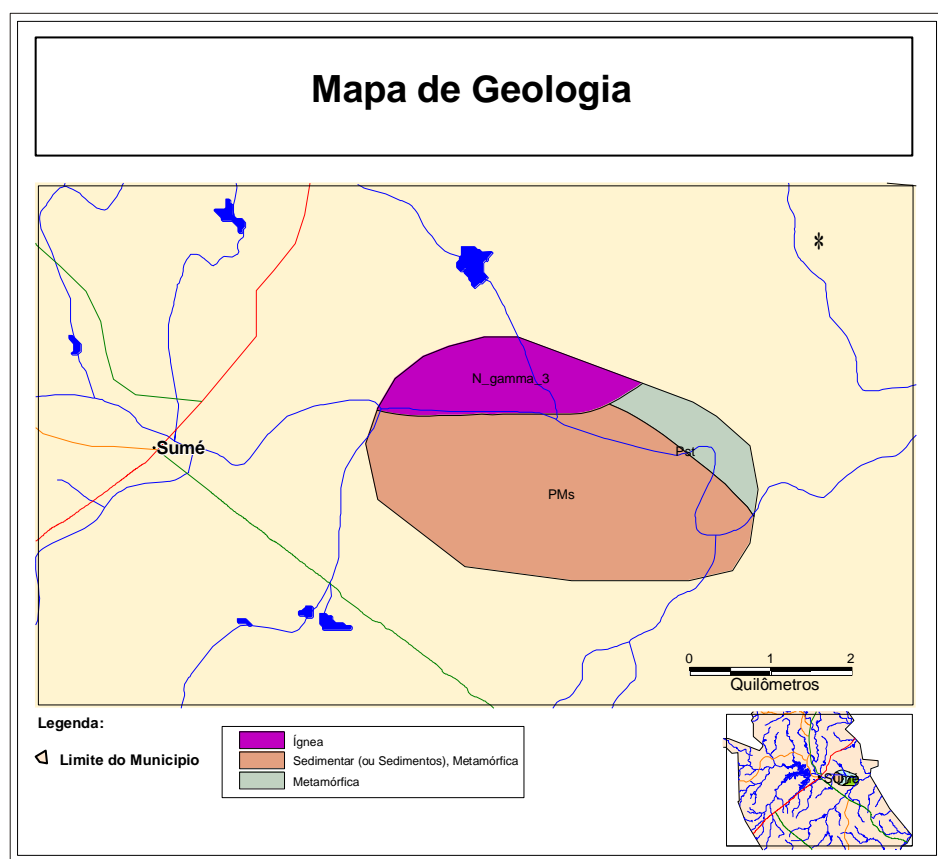 Mapa de Geologia
N_gamma_3
Sumé
Pst
PMs
0 1 2
Quilômetros
Legenda:
Limite do Municipio
Ígnea
Sedimentar (ou Sedimentos), Metamórfica
Metamórfica
Sumé